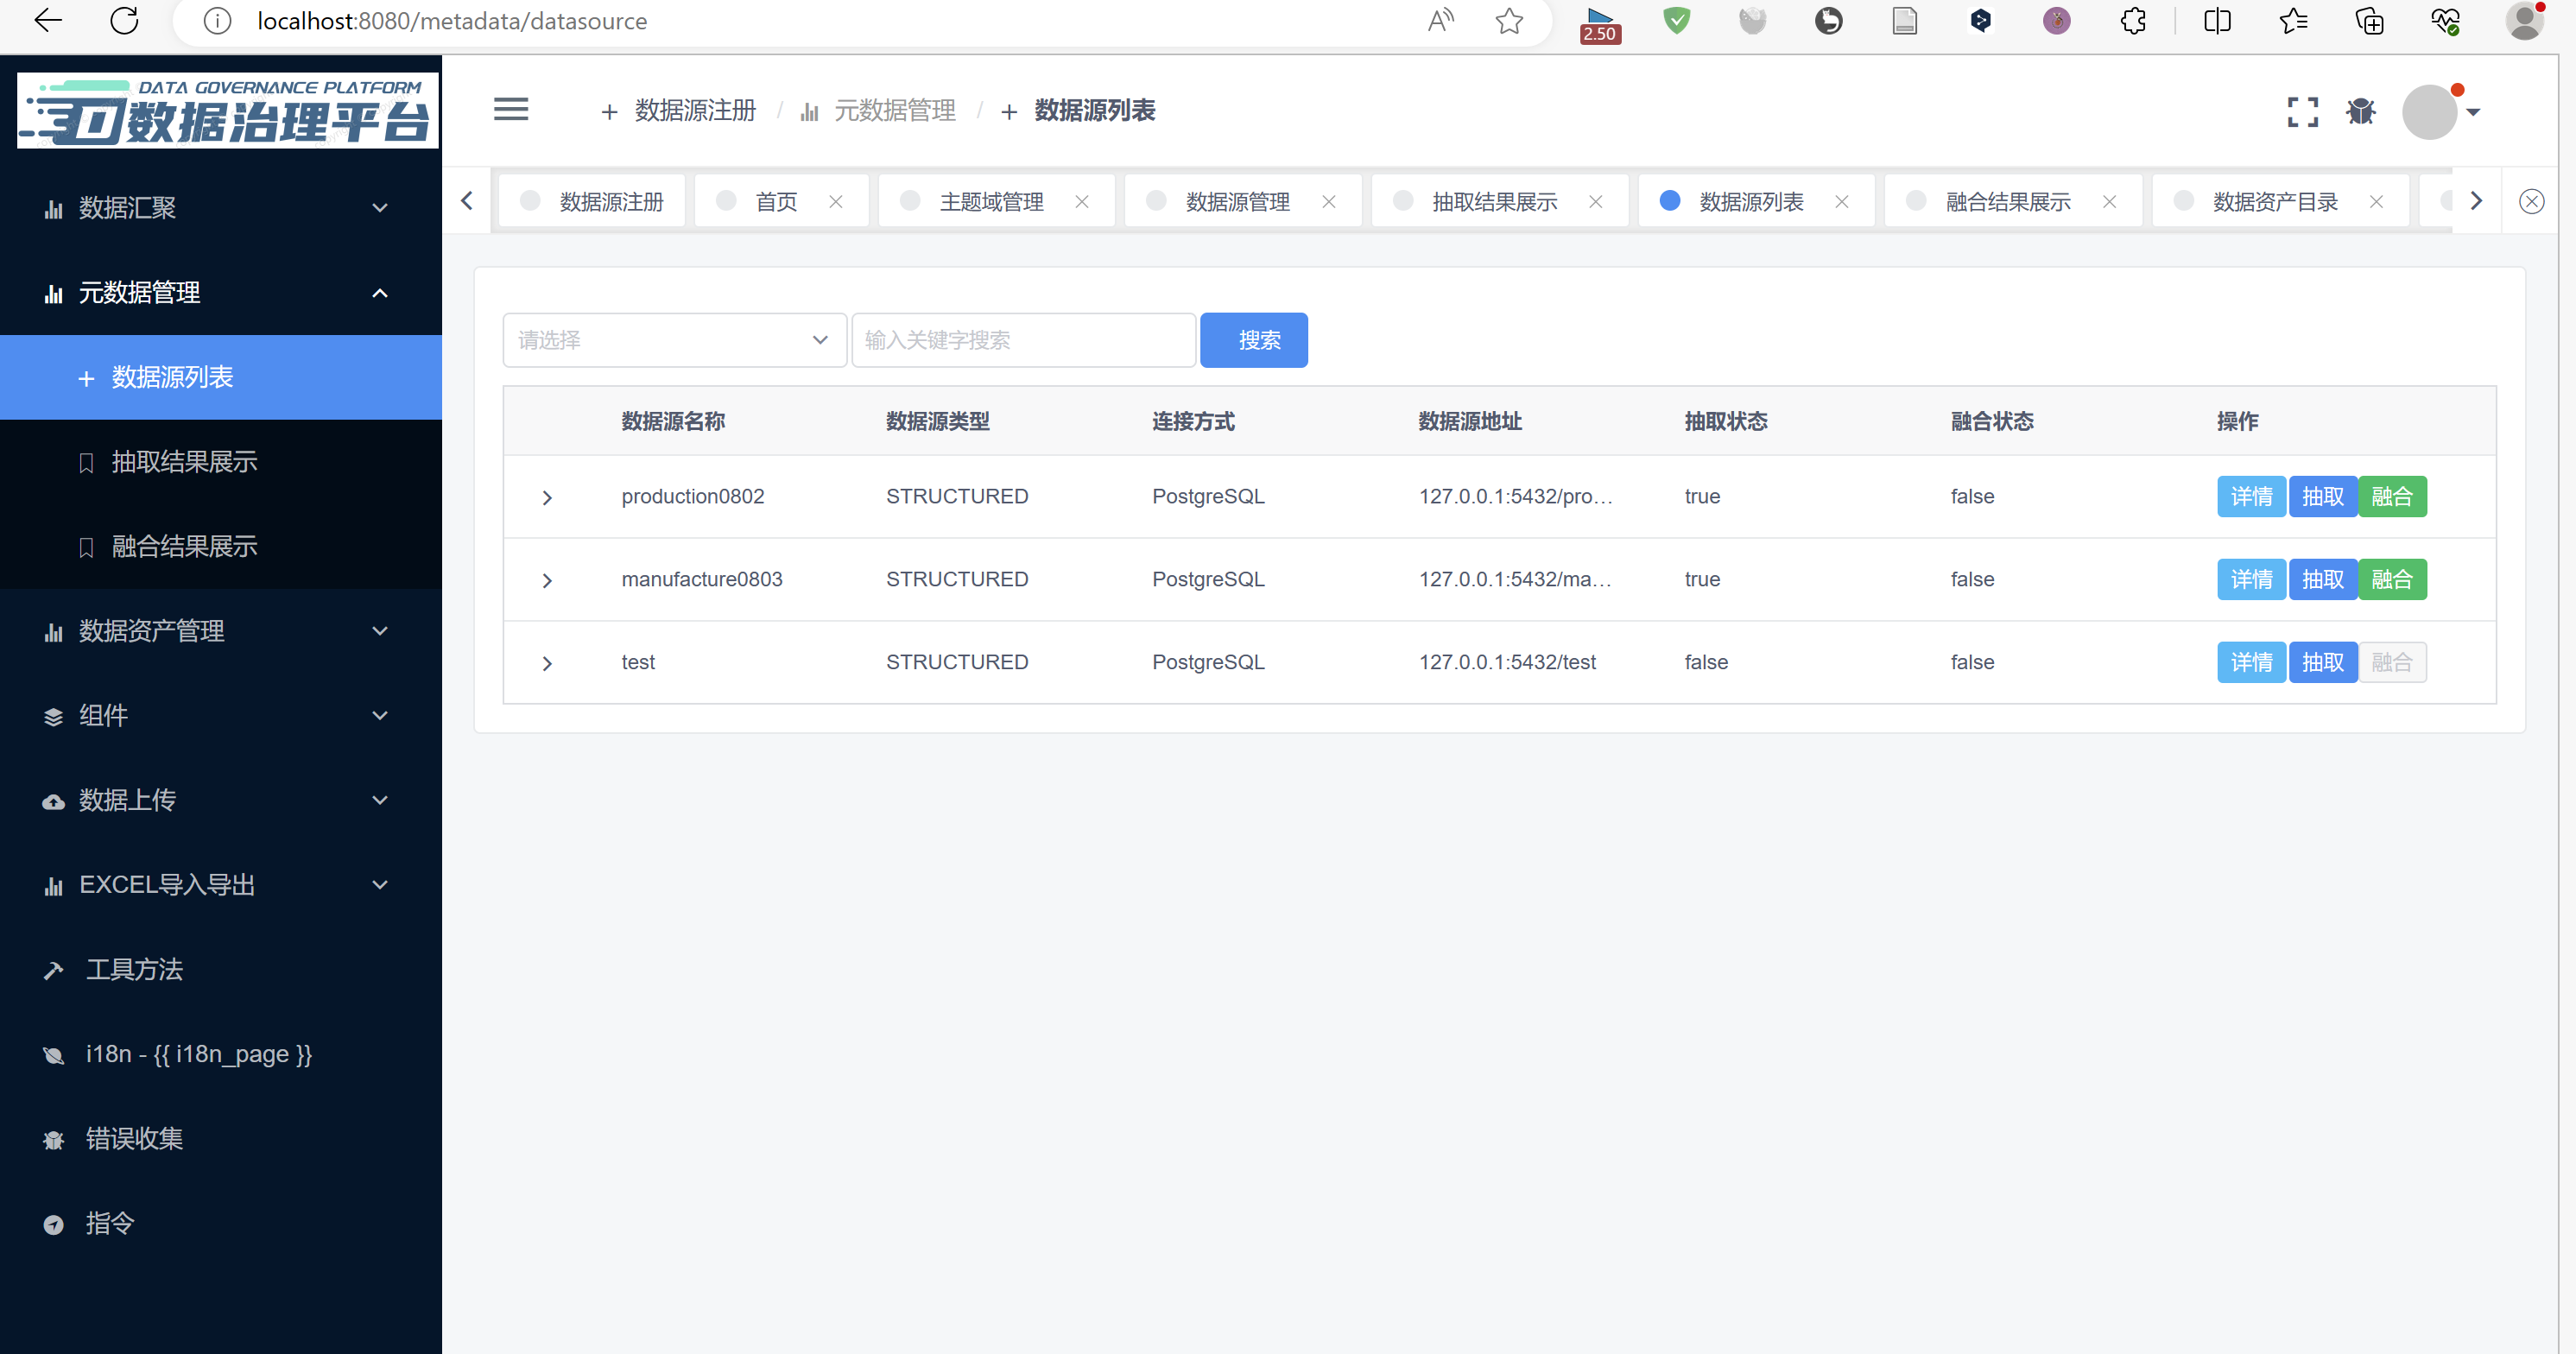 localhost:8080/metadata/datasource
2.50
DATA GOVERNANCE PLATFORM
数据治理平台
数据汇聚
元数据管理
数据源列表
抽取结果展示
融合结果展示
数据资产管理
组件
数据上传
EXCEL导入导出
工具方法
i18n - {{ i18n_page }}
错误收集
指令
数据源注册 / 元数据管理 / 数据源列表
数据源注册 首页 主题域管理 数据源管理 抽取结果展示 数据源列表 融合结果展示 数据资产目录
请选择 输入关键字搜索 搜索
数据源名称 数据源类型 连接方式 数据源地址 抽取状态 融合状态 操作
production0802 STRUCTURED PostgreSQL 127.0.0.1:5432/pro... true false 详情 抽取 融合
manufacture0803 STRUCTURED PostgreSQL 127.0.0.1:5432/ma... true false 详情 抽取 融合
test STRUCTURED PostgreSQL 127.0.0.1:5432/test false false 详情 抽取 融合